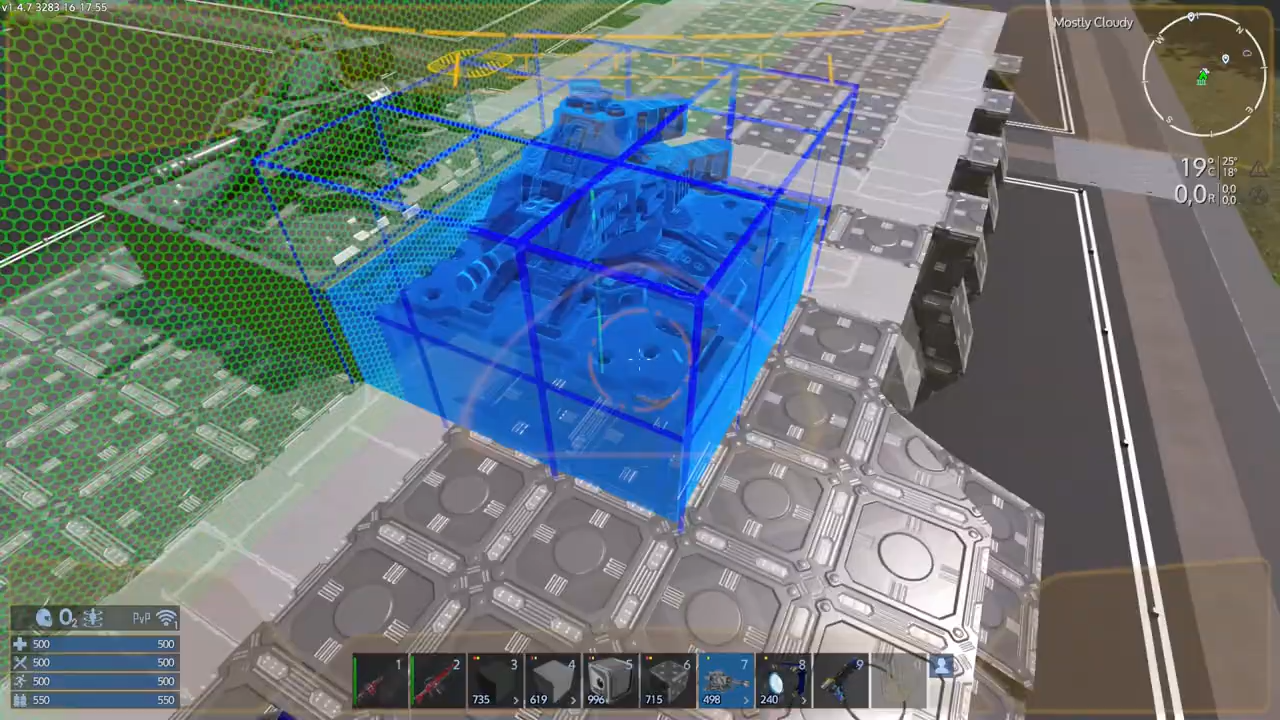 v1.4.7 3283 16-17:55
Mostly Cloudy
W
N
S
E
19°C
25°
18°
0,0R
0,0
0,0
O2
PvP
1
500 500
500 500
500 500
550 550
1
2
3
735
4
619
5
996
6
715
7
498
8
240
9